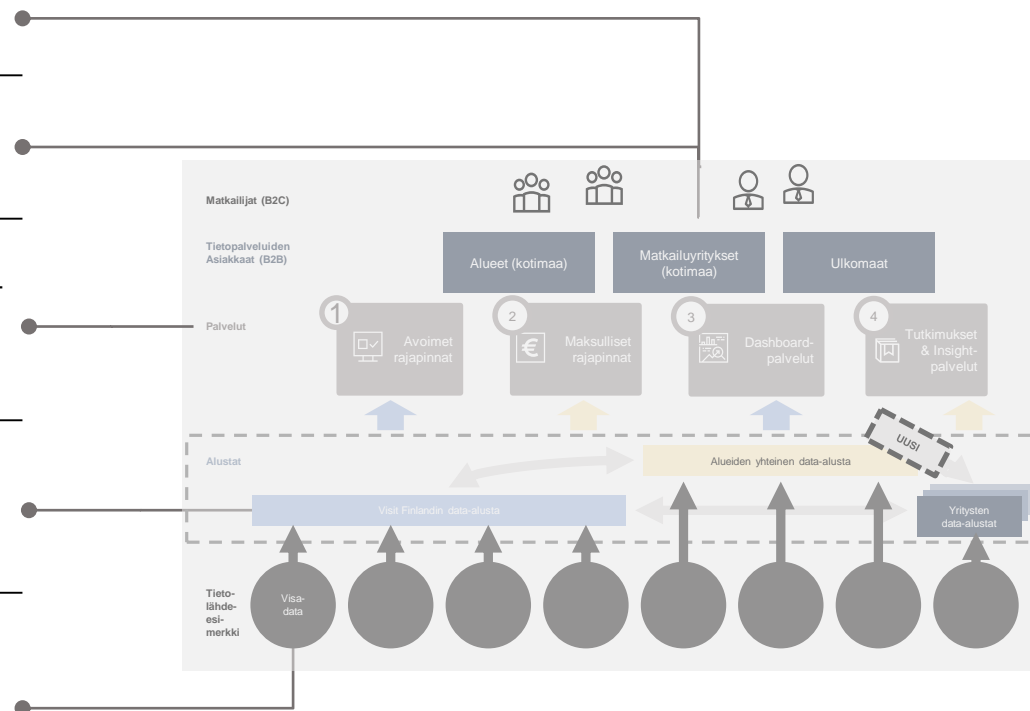 Matkailijat (B2C)
Tietopalveluiden
Asiakkaat (B2B)
Alueet (kotimaa)
Matkailuyritykset
(kotimaa)
Ulkomaat
Palvelut
1
Avoimet
rajapinnat
2
€
Maksulliset
rajapinnat
3
Dashboard-
palvelut
4
Tutkimukset
& Insight-
palvelut
UUSI
Alustat
Alueiden yhteinen data-alusta
Visit Finlandin data-alusta
Yritysten
data-alustat
Tieto-
lähde-
esi-
merkki
Visa-
data